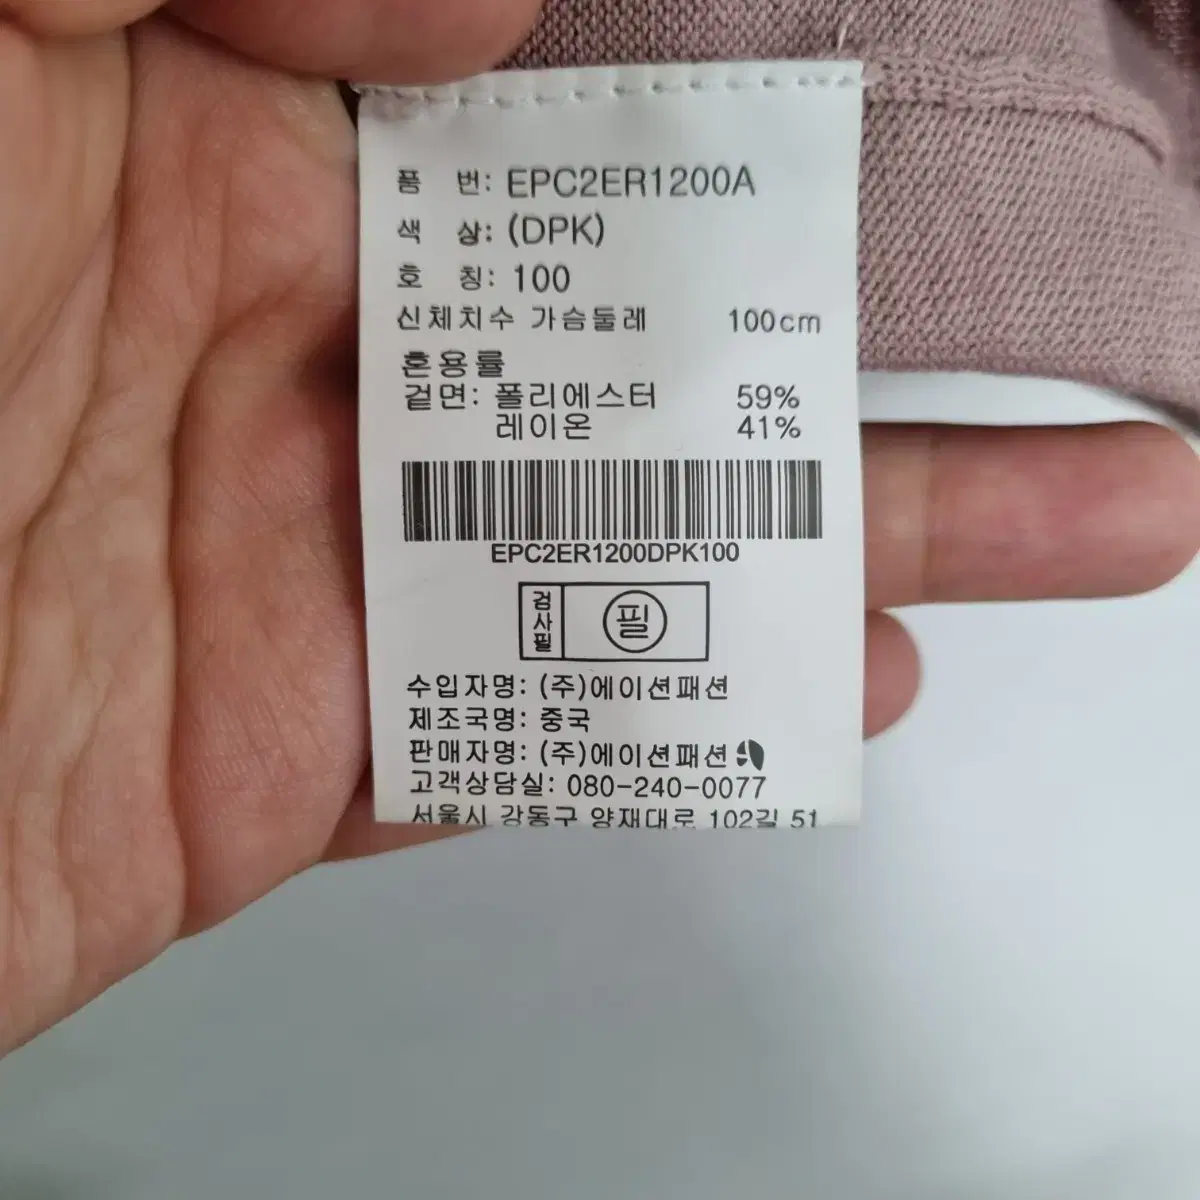 품 번: EPC2ER1200A
색 상: (DPK)
호 칭: 100
신체치수 가슴둘레 100cm
혼용률
겉면: 폴리에스터 59%
레이온 41%
EPC2ER1200DPK100
검사필 필
수입자명: (주)에이션패션
제조국명: 중국
판매자명: (주)에이션패션
고객상담실: 080-240-0077
서울시 강동구 양재대로 102길 51